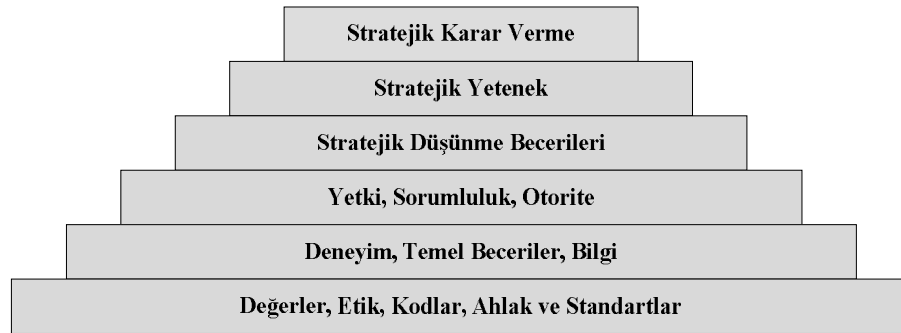 Stratejik Karar Verme
Stratejik Yetenek
Stratejik Düşünme Becerileri
Yetki, Sorumluluk, Otorite
Deneyim, Temel Beceriler, Bilgi
Değerler, Etik, Kodlar, Ahlak ve Standartlar